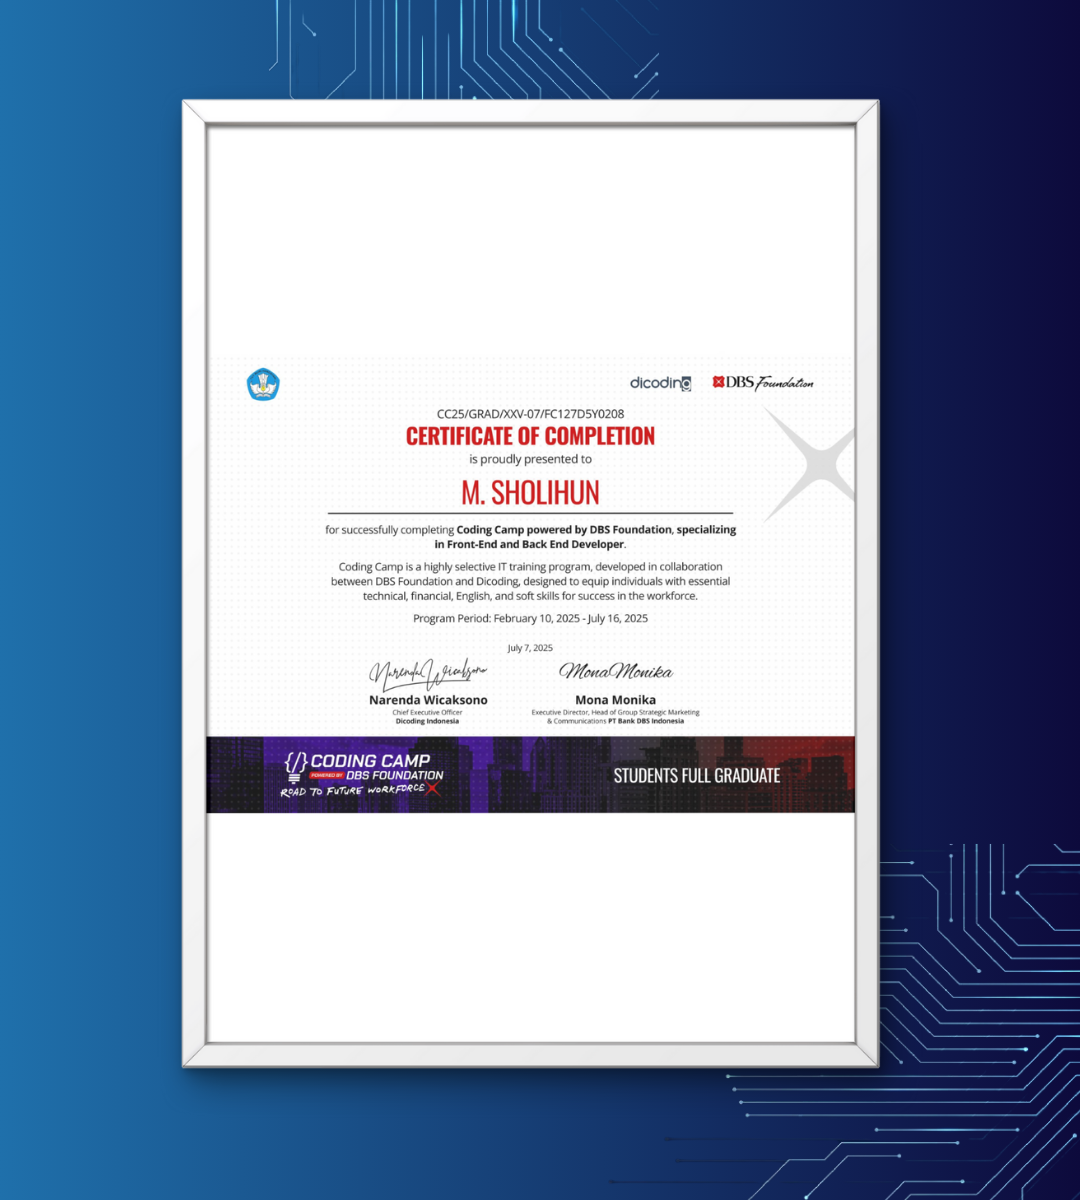 dicoding
DBS Foundation
CC25/GRAD/XXV-07/FC127D5Y0208
CERTIFICATE OF COMPLETION
is proudly presented to
M. SHOLIHUN
for successfully completing Coding Camp powered by DBS Foundation, specializing
in Front-End and Back End Developer.
Coding Camp is a highly selective IT training program, developed in collaboration
between DBS Foundation and Dicoding, designed to equip individuals with essential
technical, financial, English, and soft skills for success in the workforce.
Program Period: February 10, 2025 - July 16, 2025
July 7, 2025
Narenda Wicaksono
MonaMonika
Narenda Wicaksono
Chief Executive Officer
Dicoding Indonesia
Mona Monika
Executive Director, Head of Group Strategic Marketing
& Communications PT Bank DBS Indonesia
{/} CODING CAMP
POWERED BY DBS FOUNDATION
ROAD TO FUTURE WORKFORCE
STUDENTS FULL GRADUATE